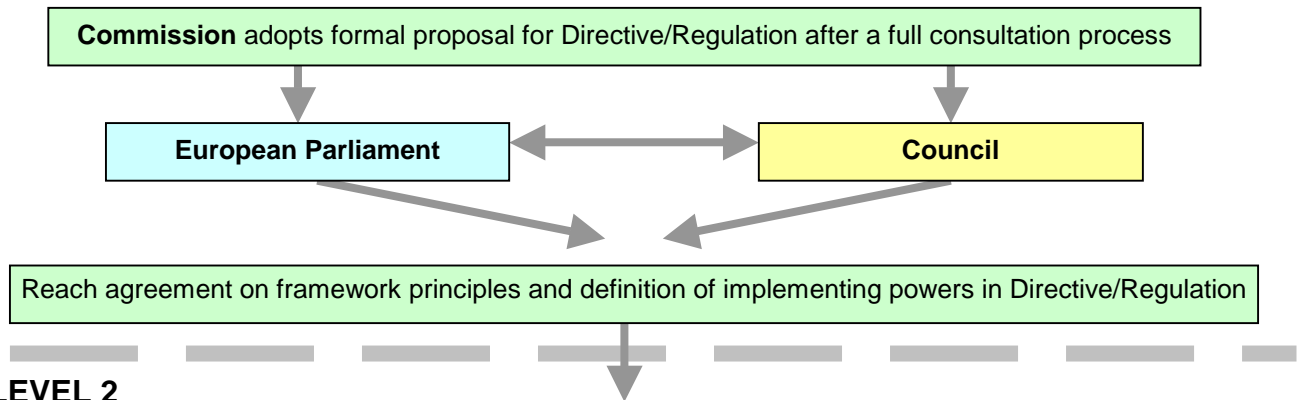 Commission adopts formal proposal for Directive/Regulation after a full consultation process
European Parliament
Council
Reach agreement on framework principles and definition of implementing powers in Directive/Regulation
LEVEL 2